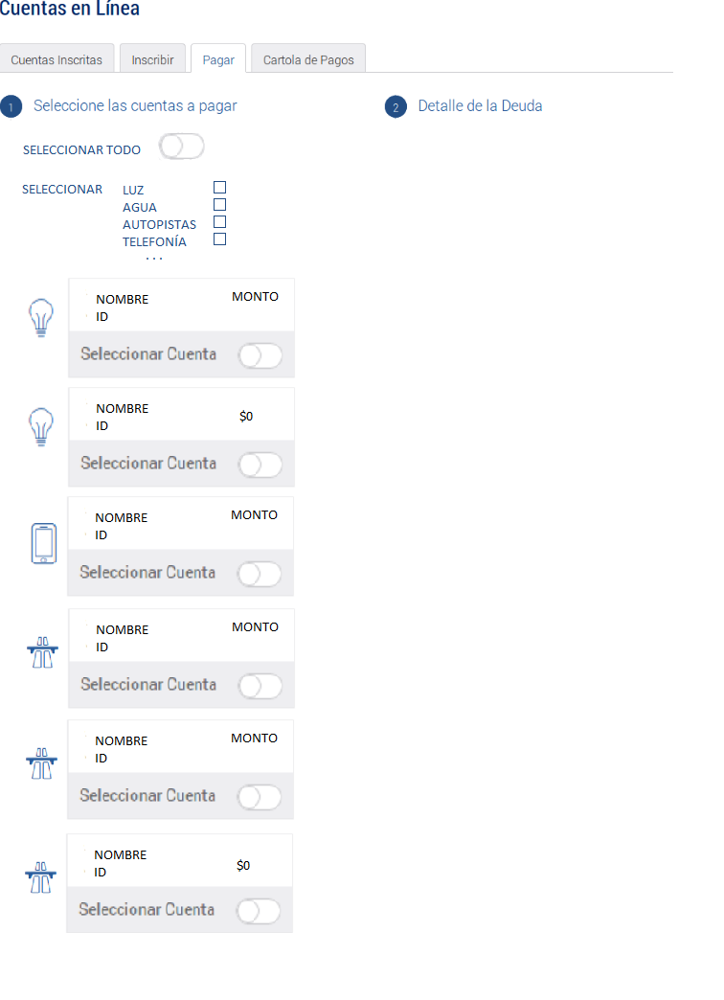 Cuentas en Línea
Cuentas Inscritas Inscribir Pagar Cartola de Pagos
1 Seleccione las cuentas a pagar
2 Detalle de la Deuda
SELECCIONAR TODO
SELECCIONAR LUZ
AGUA
AUTOPISTAS
TELEFONÍA
...
NOMBRE MONTO
ID
Seleccionar Cuenta
NOMBRE
ID $0
Seleccionar Cuenta
NOMBRE MONTO
ID
Seleccionar Cuenta
NOMBRE MONTO
ID
Seleccionar Cuenta
NOMBRE MONTO
ID
Seleccionar Cuenta
NOMBRE
ID $0
Seleccionar Cuenta